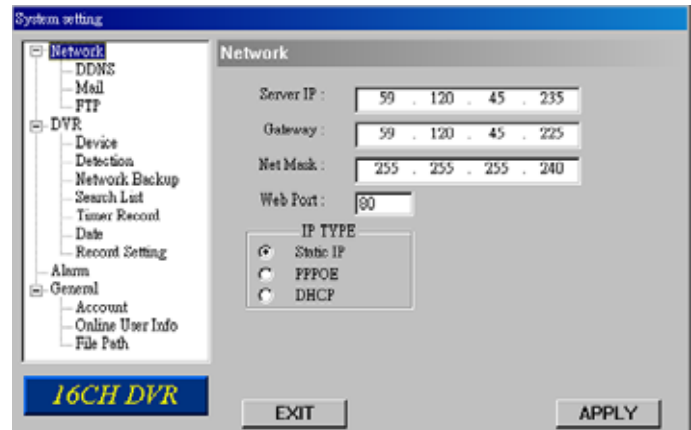 System setting
Network
DDNS
Mail
FTP
DVR
Device
Detection
Network Backup
Search List
Timer Record
Date
Record Setting
Alarm
General
Account
Online User Info
File Path
16CH DVR
Network
Server IP : 59 . 120 . 45 . 235
Gateway : 59 . 120 . 45 . 225
Net Mask : 255 . 255 . 255 . 240
Web Port : 80
IP TYPE
Static IP
PPPOE
DHCP
EXIT
APPLY